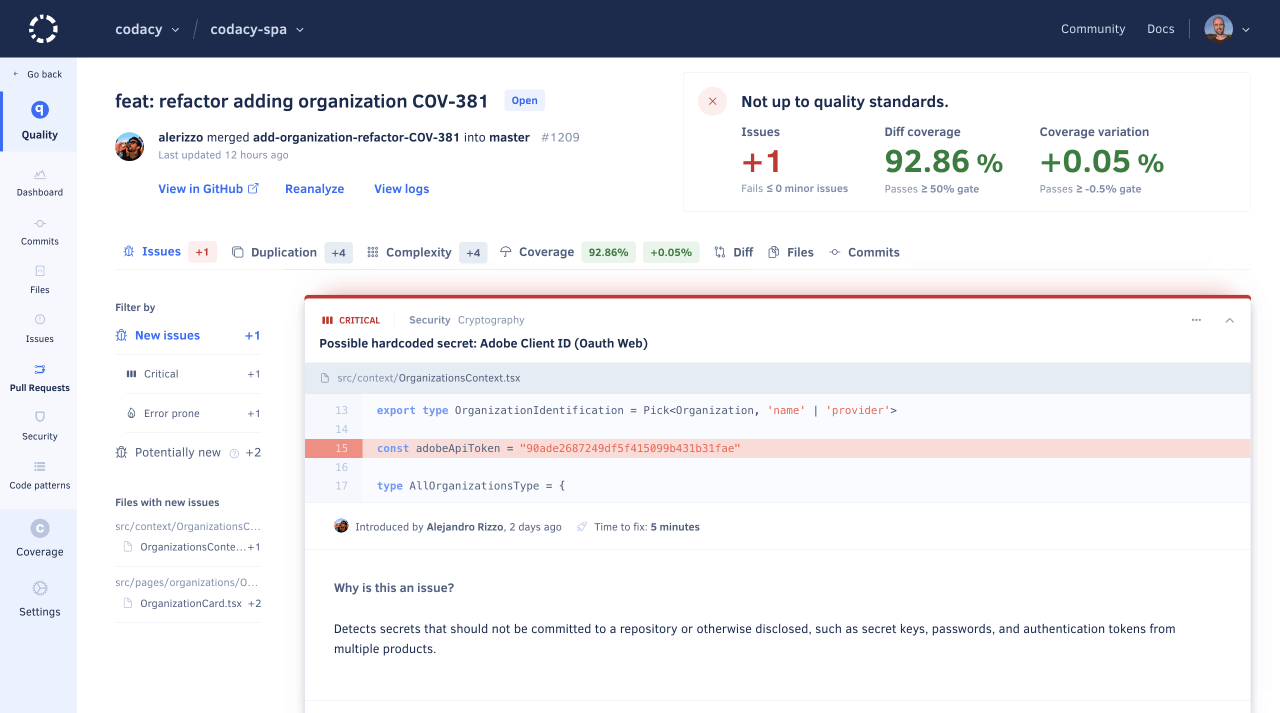 codacy / codacy-spa
Community Docs
← Go back
Quality
Dashboard
Commits
Files
Issues
Pull Requests
Security
Code patterns
C
Coverage
Settings
feat: refactor adding organization COV-381 Open
alerizzo merged add-organization-refactor-COV-381 into master #1209
Last updated 12 hours ago
View in GitHub Reanalyze View logs
Not up to quality standards.
Issues Diff coverage Coverage variation
+1 92.86 % +0.05 %
Fails ≤ 0 minor issues Passes ≥ 50% gate Passes ≥ -0.5% gate
Issues +1 Duplication +4 Complexity +4 Coverage 92.86% +0.05% Diff Files Commits
Filter by
New issues +1
Critical +1
Error prone +1
Potentially new ? +2
Files with new issues
src/context/OrganizationsC...
OrganizationsConte... +1
src/pages/organizations/O...
OrganizationCard.tsx +2
CRITICAL Security Cryptography ...
Possible hardcoded secret: Adobe Client ID (Oauth Web)
src/context/OrganizationsContext.tsx
13 export type OrganizationIdentification = Pick<Organization, 'name' | 'provider'>
14
15 const adobeApiToken = "90ade2687249df5f415099b431b31fae"
16
17 type AllOrganizationsType = {
Introduced by Alejandro Rizzo, 2 days ago Time to fix: 5 minutes
Why is this an issue?
Detects secrets that should not be committed to a repository or otherwise disclosed, such as secret keys, passwords, and authentication tokens from
multiple products.